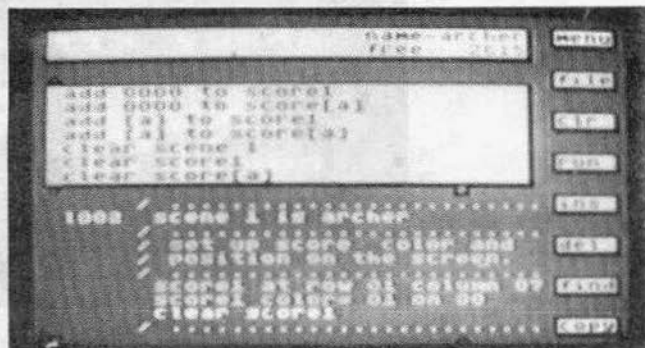 name-archer
free 2615
add 0000 to score1
add 0000 to score[a]
add [a] to score1
add [a] to score[a]
clear scene 1
clear score1
clear score[a]
1002 / scene 1 is archer
/ set up score color and
/ position on the screen.
score1 at row 01 column 09
score1 color= 01 on 00
clear score1
menu
file
clr
run
ins
del
find
copy